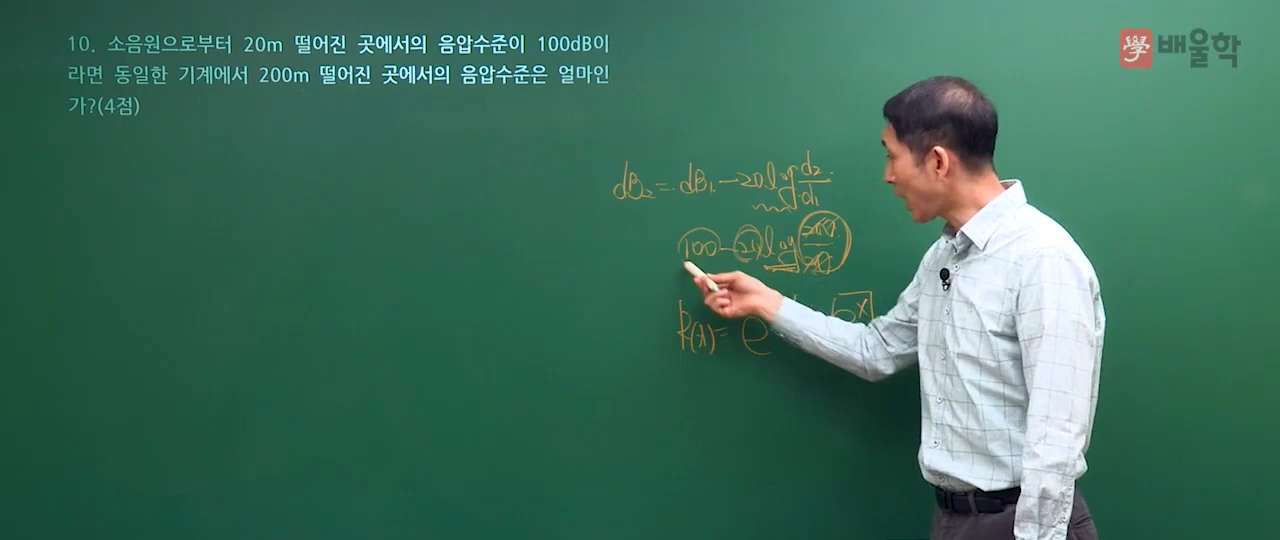 10. 소음원으로부터 20m 떨어진 곳에서의 음압수준이 100dB이
라면 동일한 기계에서 200m 떨어진 곳에서의 음압수준은 얼마인
가?(4점)
學 배울학
dB₂ = dB₁ - 20log d₂/d₁
100 - 20log 200/20
R(x) = e